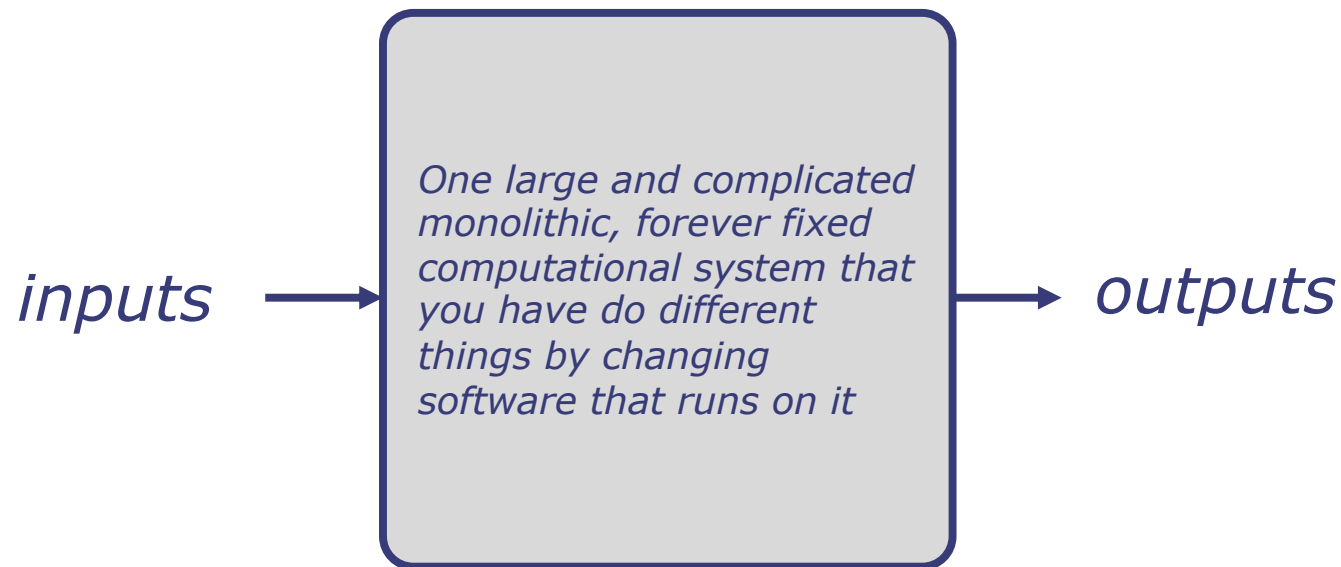 inputs
One large and complicated
monolithic, forever fixed
computational system that
you have do different
things by changing
software that runs on it
outputs